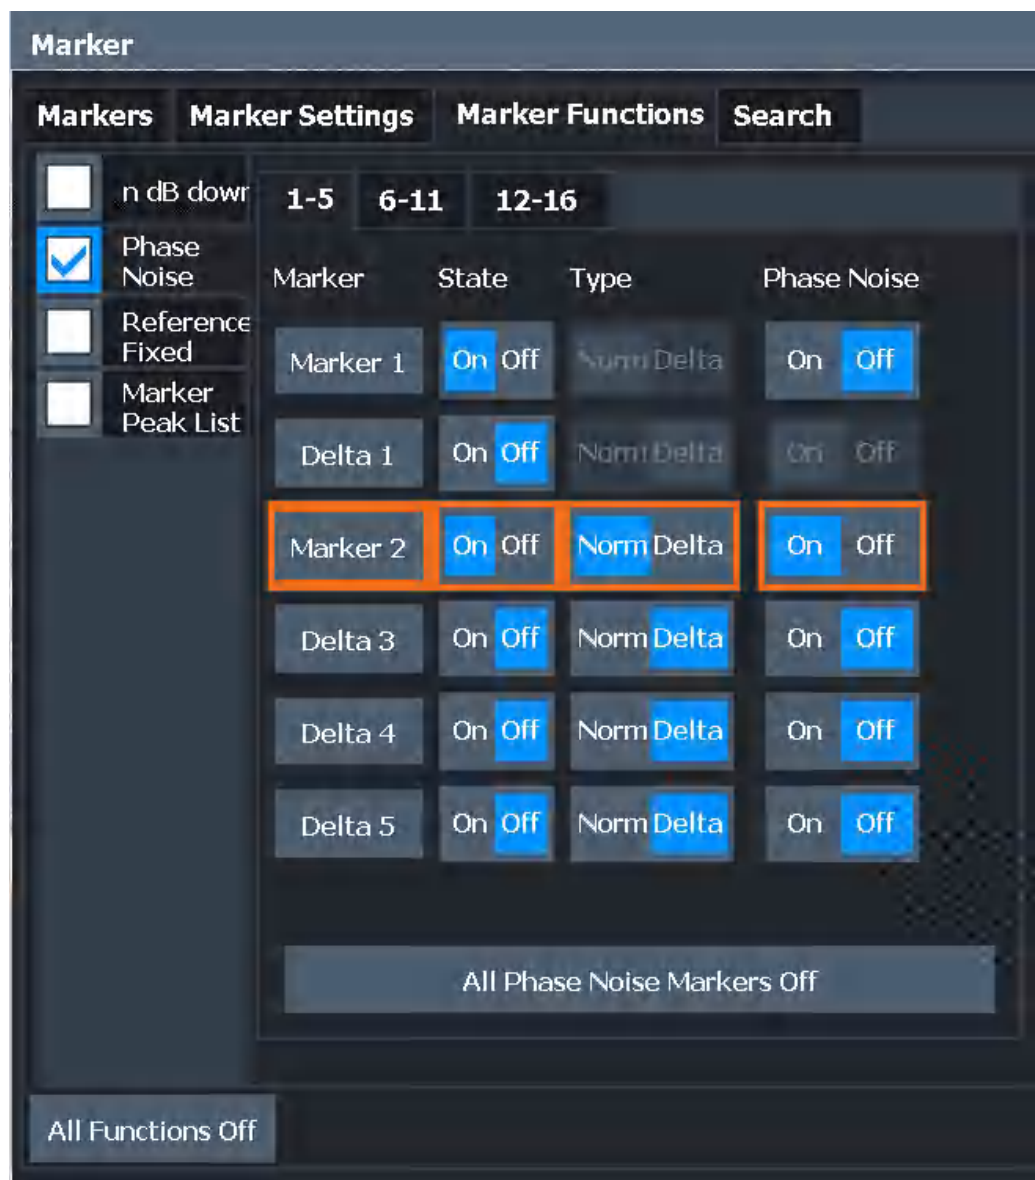 Marker
Markers Marker Settings Marker Functions Search
n dB down
Phase
Noise
Reference
Fixed
Marker
Peak List
1-5 6-11 12-16
Marker State Type Phase Noise
Marker 1 On Off Norm Delta On Off
Delta 1 On Off Norm Delta On Off
Marker 2 On Off Norm Delta On Off
Delta 3 On Off Norm Delta On Off
Delta 4 On Off Norm Delta On Off
Delta 5 On Off Norm Delta On Off
All Phase Noise Markers Off
All Functions Off